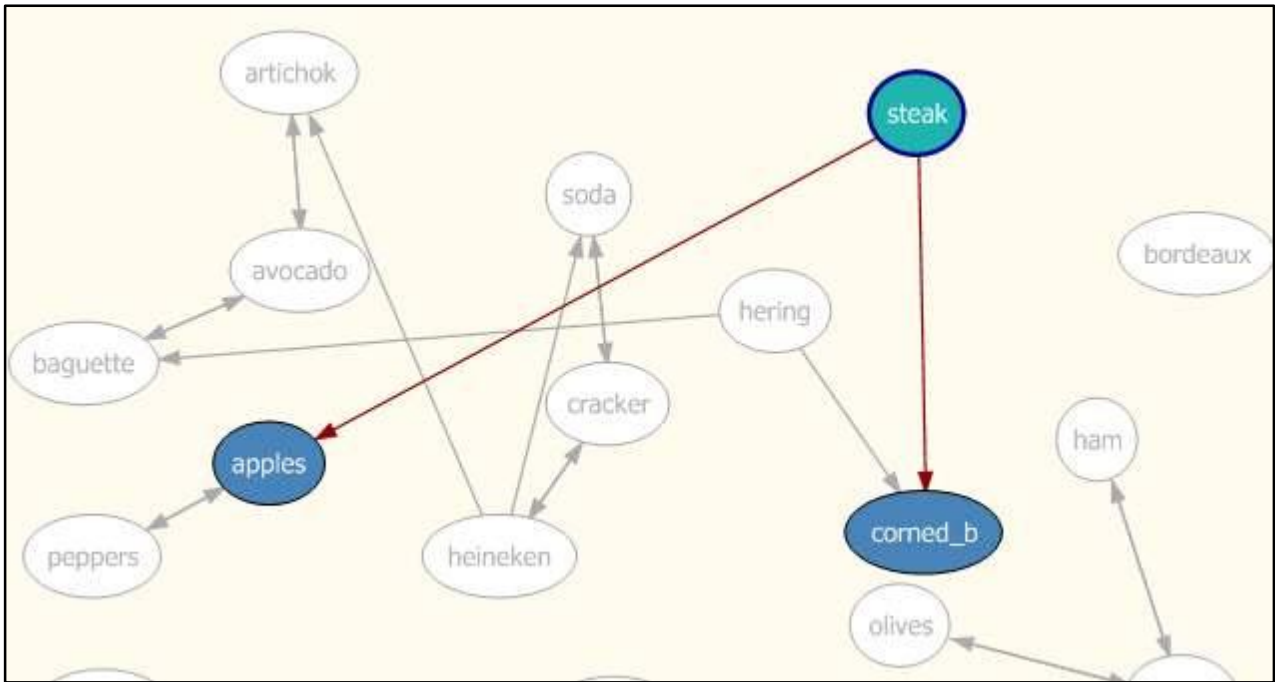 artichok
steak
soda
bordeaux
avocado
hering
baguette
cracker
ham
apples
corned_b
peppers
heineken
olives